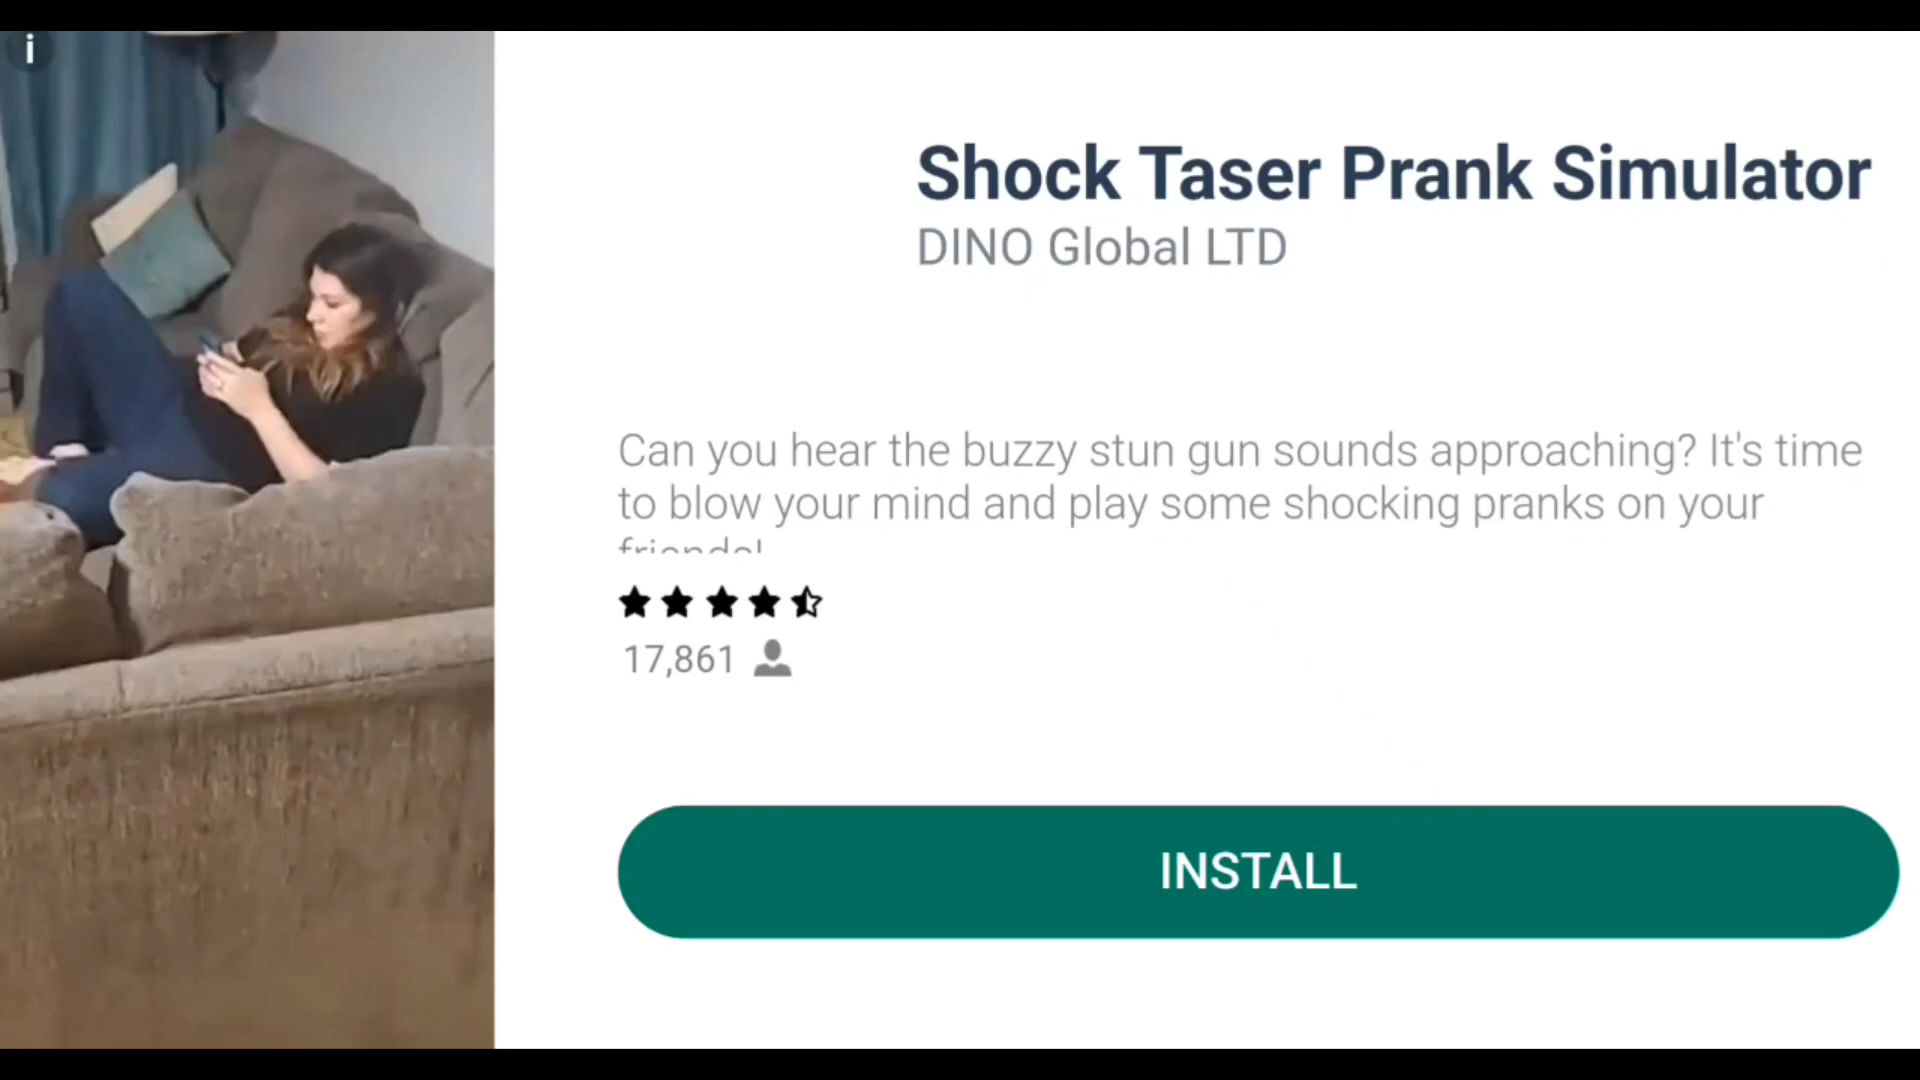 i
Shock Taser Prank Simulator
DINO Global LTD
Can you hear the buzzy stun gun sounds approaching? It's time
to blow your mind and play some shocking pranks on your
friends!
17,861
INSTALL